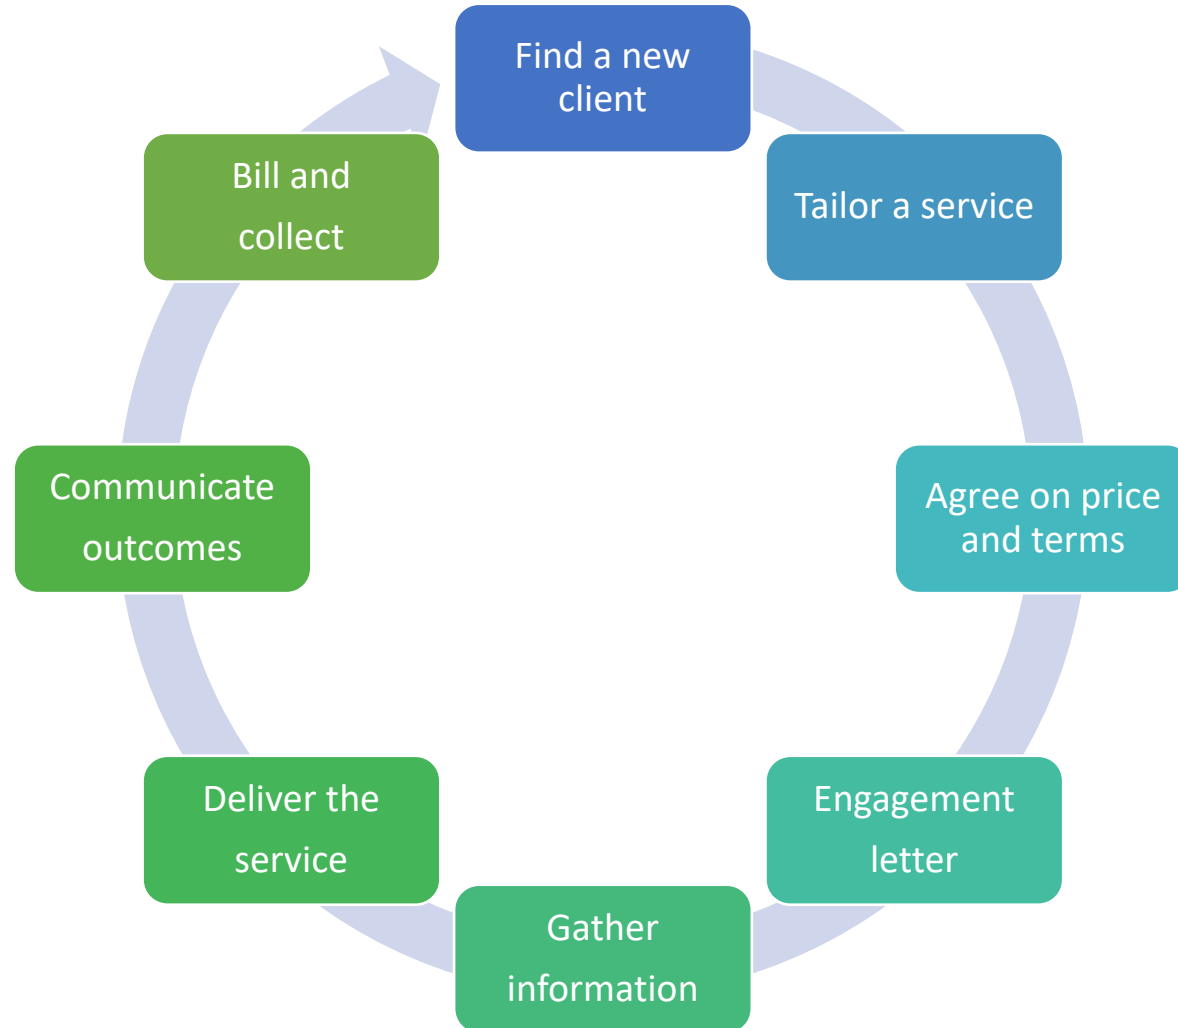 Find a new
client
Tailor a service
Agree on price
and terms
Engagement
letter
Gather
information
Deliver the
service
Communicate
outcomes
Bill and
collect